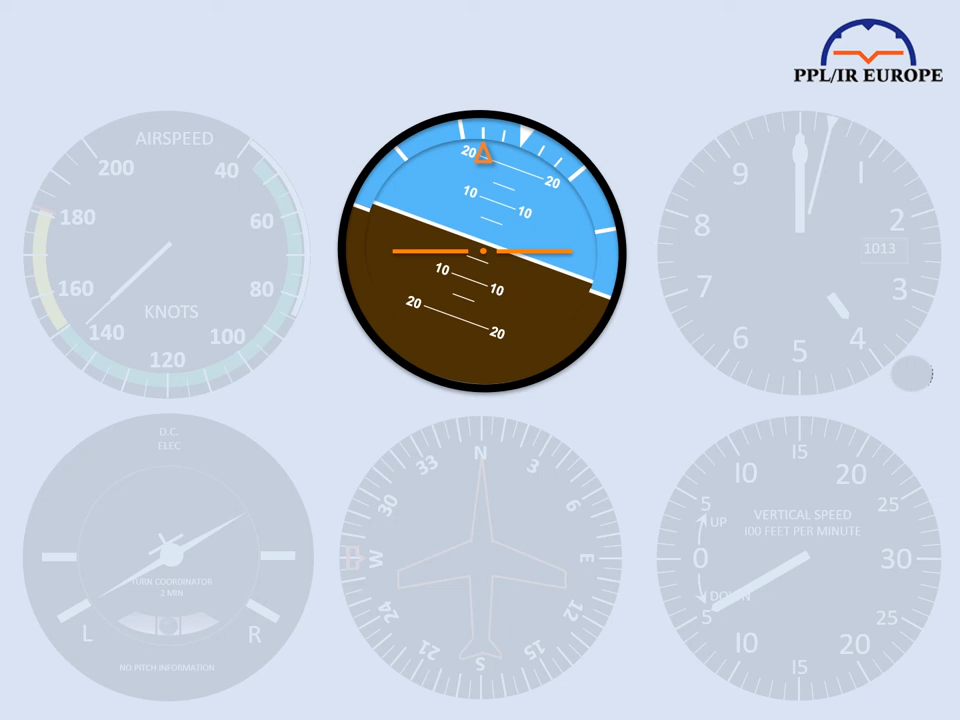 PPL/IR EUROPE
AIRSPEED
200
40
180
60
160
80
KNOTS
140
100
120
20
20
10
10
10
10
20
20
9
1
8
2
1013
7
3
6
4
5
D.C.
ELEC
TURN COORDINATOR
2 MIN
L
R
NO PITCH INFORMATION
N
33
3
30
6
W
E
24
12
21
15
S
15
10
20
5
25
UP
VERTICAL SPEED
100 FEET PER MINUTE
0
30
DOWN
5
25
10
20
15